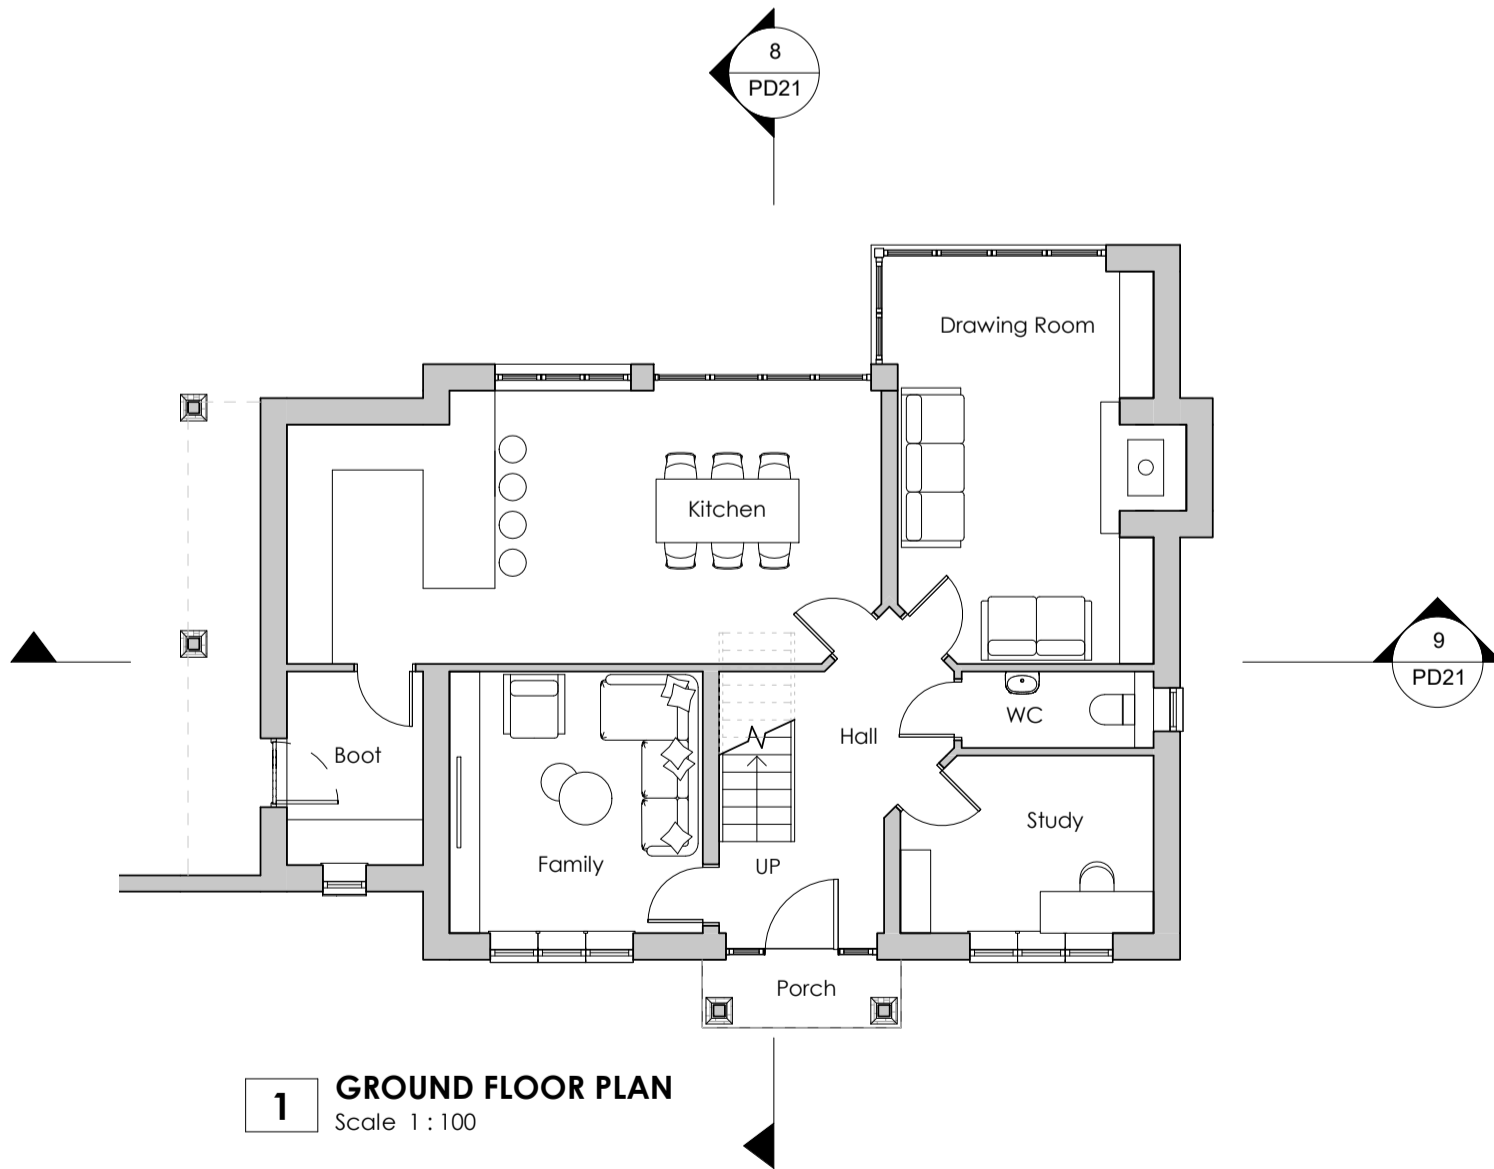 8
PD21
Drawing Room
Kitchen
9
PD21
WC
Hall
Boot
Study
Family
UP
Porch
1
GROUND FLOOR PLAN
Scale 1 : 100